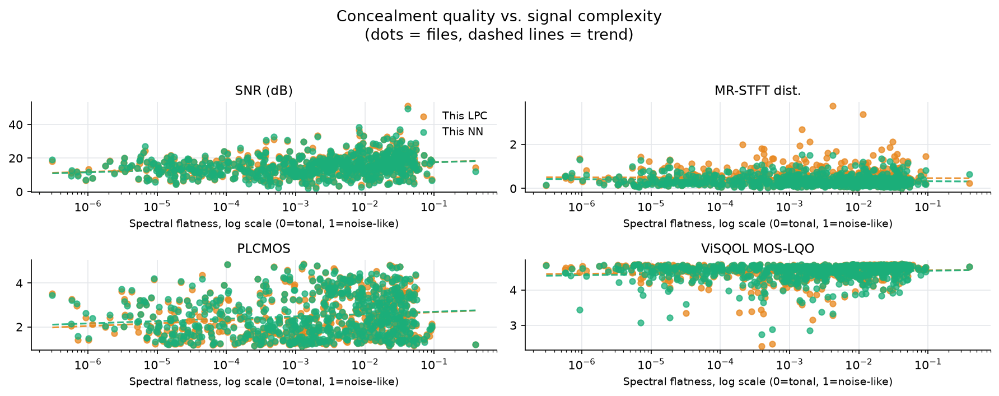 Concealment quality vs. signal complexity
(dots = files, dashed lines = trend)
SNR (dB)
This LPC
This NN
40
20
0
10⁻⁶ 10⁻⁵ 10⁻⁴ 10⁻³ 10⁻² 10⁻¹
Spectral flatness, log scale (0=tonal, 1=noise-like)
MR-STFT dist.
2
0
10⁻⁶ 10⁻⁵ 10⁻⁴ 10⁻³ 10⁻² 10⁻¹
Spectral flatness, log scale (0=tonal, 1=noise-like)
PLCMOS
4
2
10⁻⁶ 10⁻⁵ 10⁻⁴ 10⁻³ 10⁻² 10⁻¹
Spectral flatness, log scale (0=tonal, 1=noise-like)
ViSQOL MOS-LQO
4
3
10⁻⁶ 10⁻⁵ 10⁻⁴ 10⁻³ 10⁻² 10⁻¹
Spectral flatness, log scale (0=tonal, 1=noise-like)